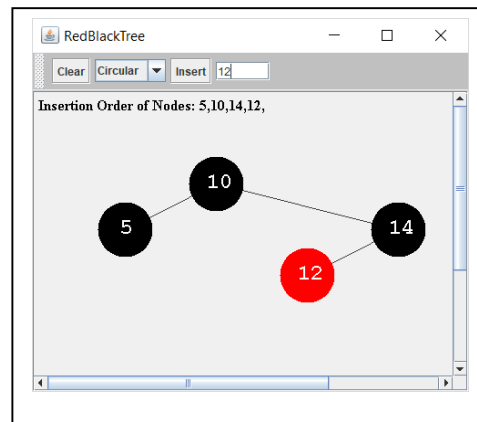 RedBlackTree
Clear Circular Insert 12
Insertion Order of Nodes: 5,10,14,12,
10
5 14
12